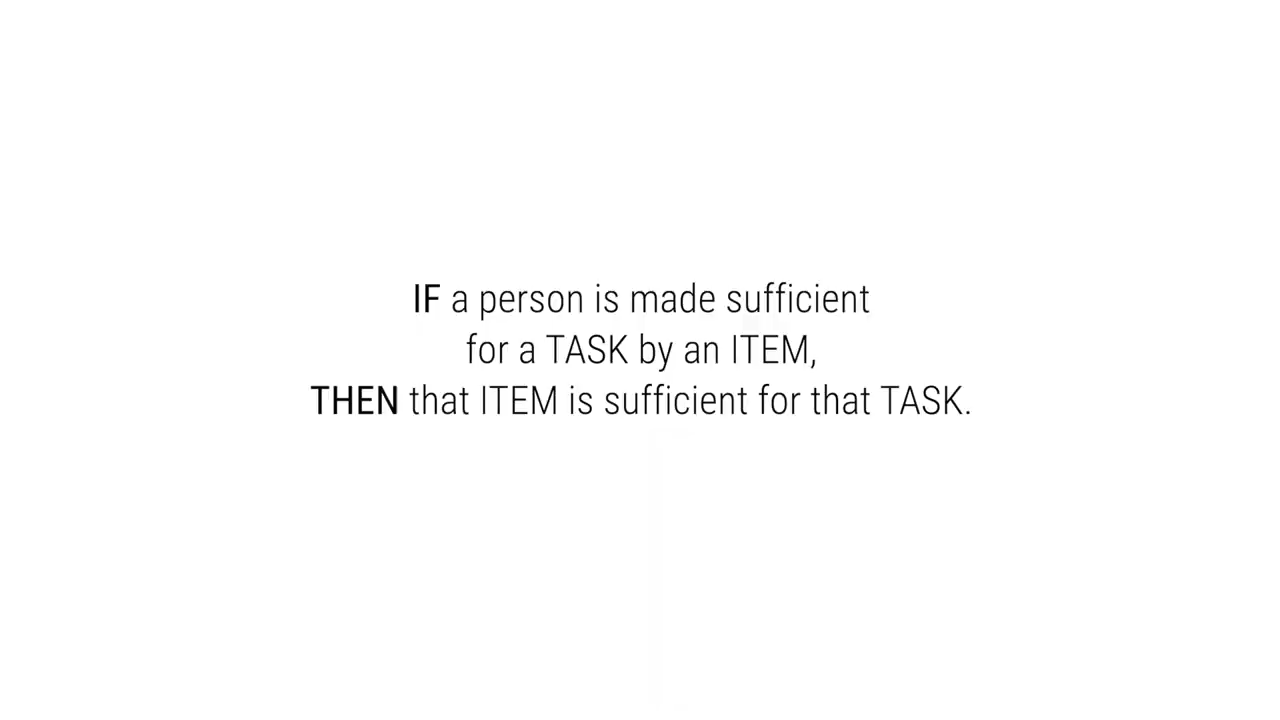 IF a person is made sufficient
for a TASK by an ITEM,
THEN that ITEM is sufficient for that TASK.